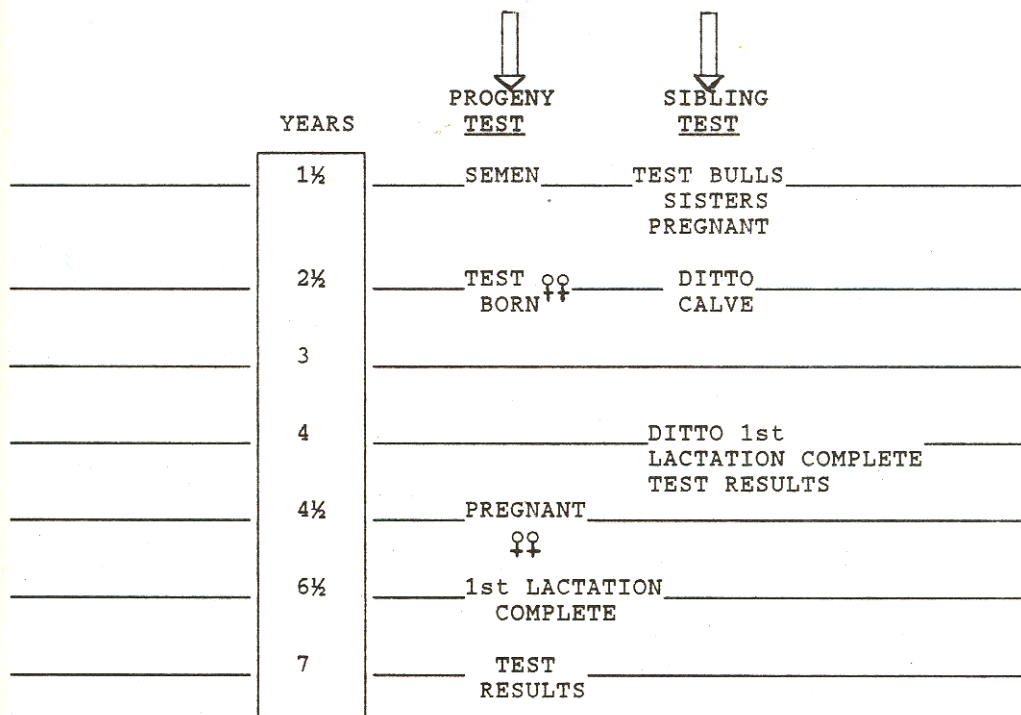 PROGENY SIBLING
YEARS TEST TEST
1½ SEMEN TEST BULLS
SISTERS
PREGNANT
2½ TEST ♀♀ DITTO
BORN CALVE
3
4 DITTO 1st
LACTATION COMPLETE
TEST RESULTS
4½ PREGNANT
♀♀
6½ 1st LACTATION
COMPLETE
7 TEST
RESULTS